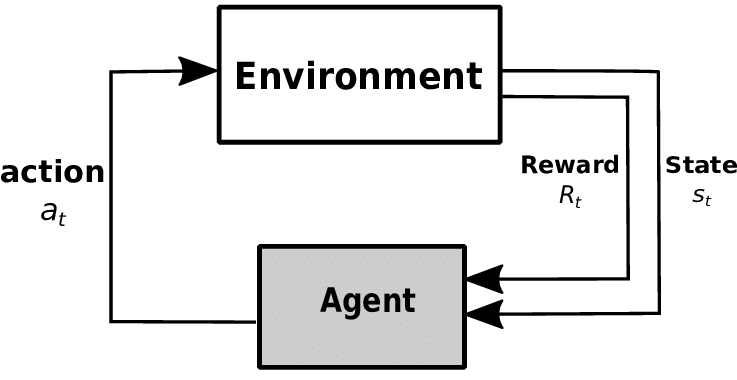 Environment
action
a_t
Reward
R_t
State
s_t
Agent